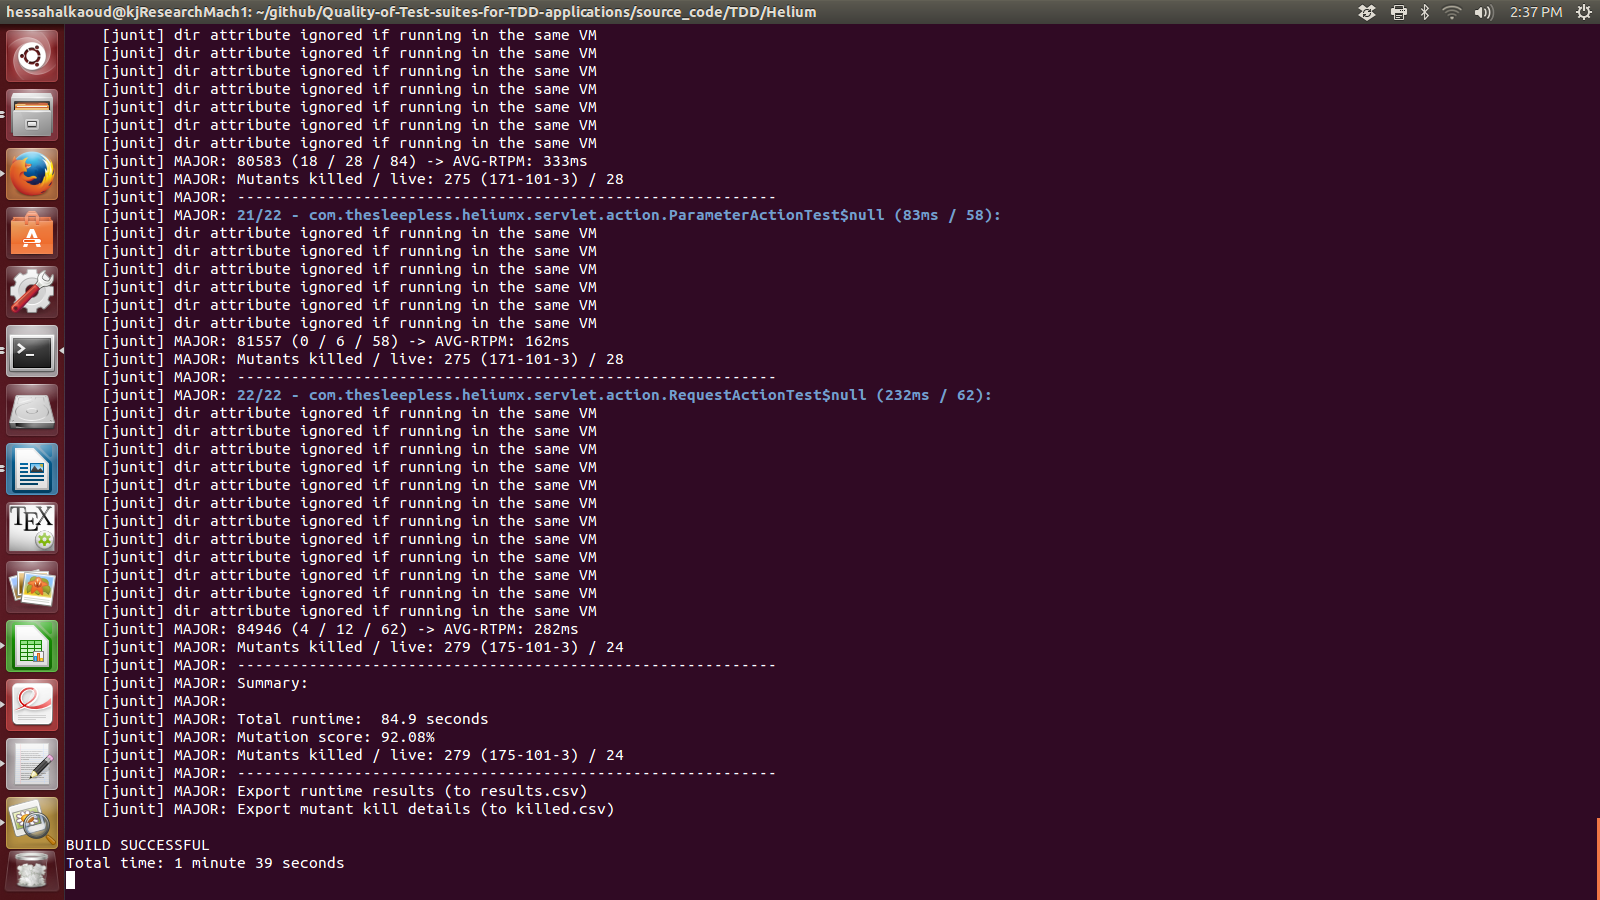 hessahalkaoud@kjResearchMach1: ~/github/Quality-of-Test-suites-for-TDD-applications/source_code/TDD/Helium
2:37 PM
[junit] dir attribute ignored if running in the same VM
[junit] dir attribute ignored if running in the same VM
[junit] dir attribute ignored if running in the same VM
[junit] dir attribute ignored if running in the same VM
[junit] dir attribute ignored if running in the same VM
[junit] dir attribute ignored if running in the same VM
[junit] dir attribute ignored if running in the same VM
[junit] MAJOR: 80583 (18 / 28 / 84) -> AVG-RTPM: 333ms
[junit] MAJOR: Mutants killed / live: 275 (171-101-3) / 28
[junit] MAJOR: ------------------------------------------------------------
[junit] MAJOR: 21/22 - com.thesleepless.heliumx.servlet.action.ParameterActionTest$null (83ms / 58):
[junit] dir attribute ignored if running in the same VM
[junit] dir attribute ignored if running in the same VM
[junit] dir attribute ignored if running in the same VM
[junit] dir attribute ignored if running in the same VM
[junit] dir attribute ignored if running in the same VM
[junit] dir attribute ignored if running in the same VM
[junit] MAJOR: 81557 (0 / 6 / 58) -> AVG-RTPM: 162ms
[junit] MAJOR: Mutants killed / live: 275 (171-101-3) / 28
[junit] MAJOR: ------------------------------------------------------------
[junit] MAJOR: 22/22 - com.thesleepless.heliumx.servlet.action.RequestActionTest$null (232ms / 62):
[junit] dir attribute ignored if running in the same VM
[junit] dir attribute ignored if running in the same VM
[junit] dir attribute ignored if running in the same VM
[junit] dir attribute ignored if running in the same VM
[junit] dir attribute ignored if running in the same VM
[junit] dir attribute ignored if running in the same VM
[junit] dir attribute ignored if running in the same VM
[junit] dir attribute ignored if running in the same VM
[junit] dir attribute ignored if running in the same VM
[junit] dir attribute ignored if running in the same VM
[junit] dir attribute ignored if running in the same VM
[junit] dir attribute ignored if running in the same VM
[junit] MAJOR: 84946 (4 / 12 / 62) -> AVG-RTPM: 282ms
[junit] MAJOR: Mutants killed / live: 279 (175-101-3) / 24
[junit] MAJOR: ------------------------------------------------------------
[junit] MAJOR: Summary:
[junit] MAJOR:
[junit] MAJOR: Total runtime:  84.9 seconds
[junit] MAJOR: Mutation score: 92.08%
[junit] MAJOR: Mutants killed / live: 279 (175-101-3) / 24
[junit] MAJOR: ------------------------------------------------------------
[junit] MAJOR: Export runtime results (to results.csv)
[junit] MAJOR: Export mutant kill details (to killed.csv)
BUILD SUCCESSFUL
Total time: 1 minute 39 seconds
TEX